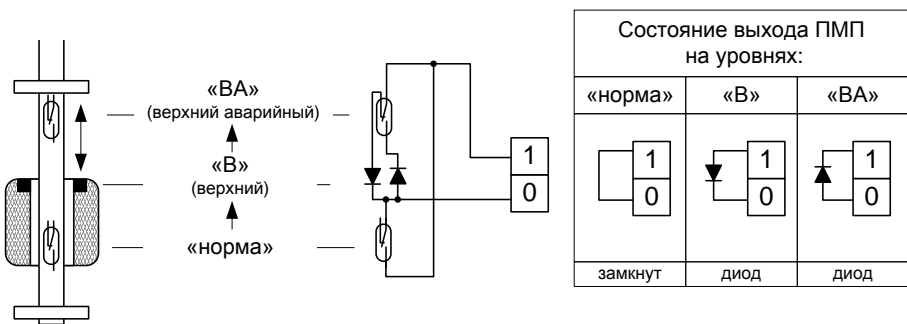 «ВА»
(верхний аварийный)
«В»
(верхний)
«норма»
1
0
Состояние выхода ПМП
на уровнях:
«норма» «В» «ВА»
1 1 1
0 0 0
замкнут диод диод